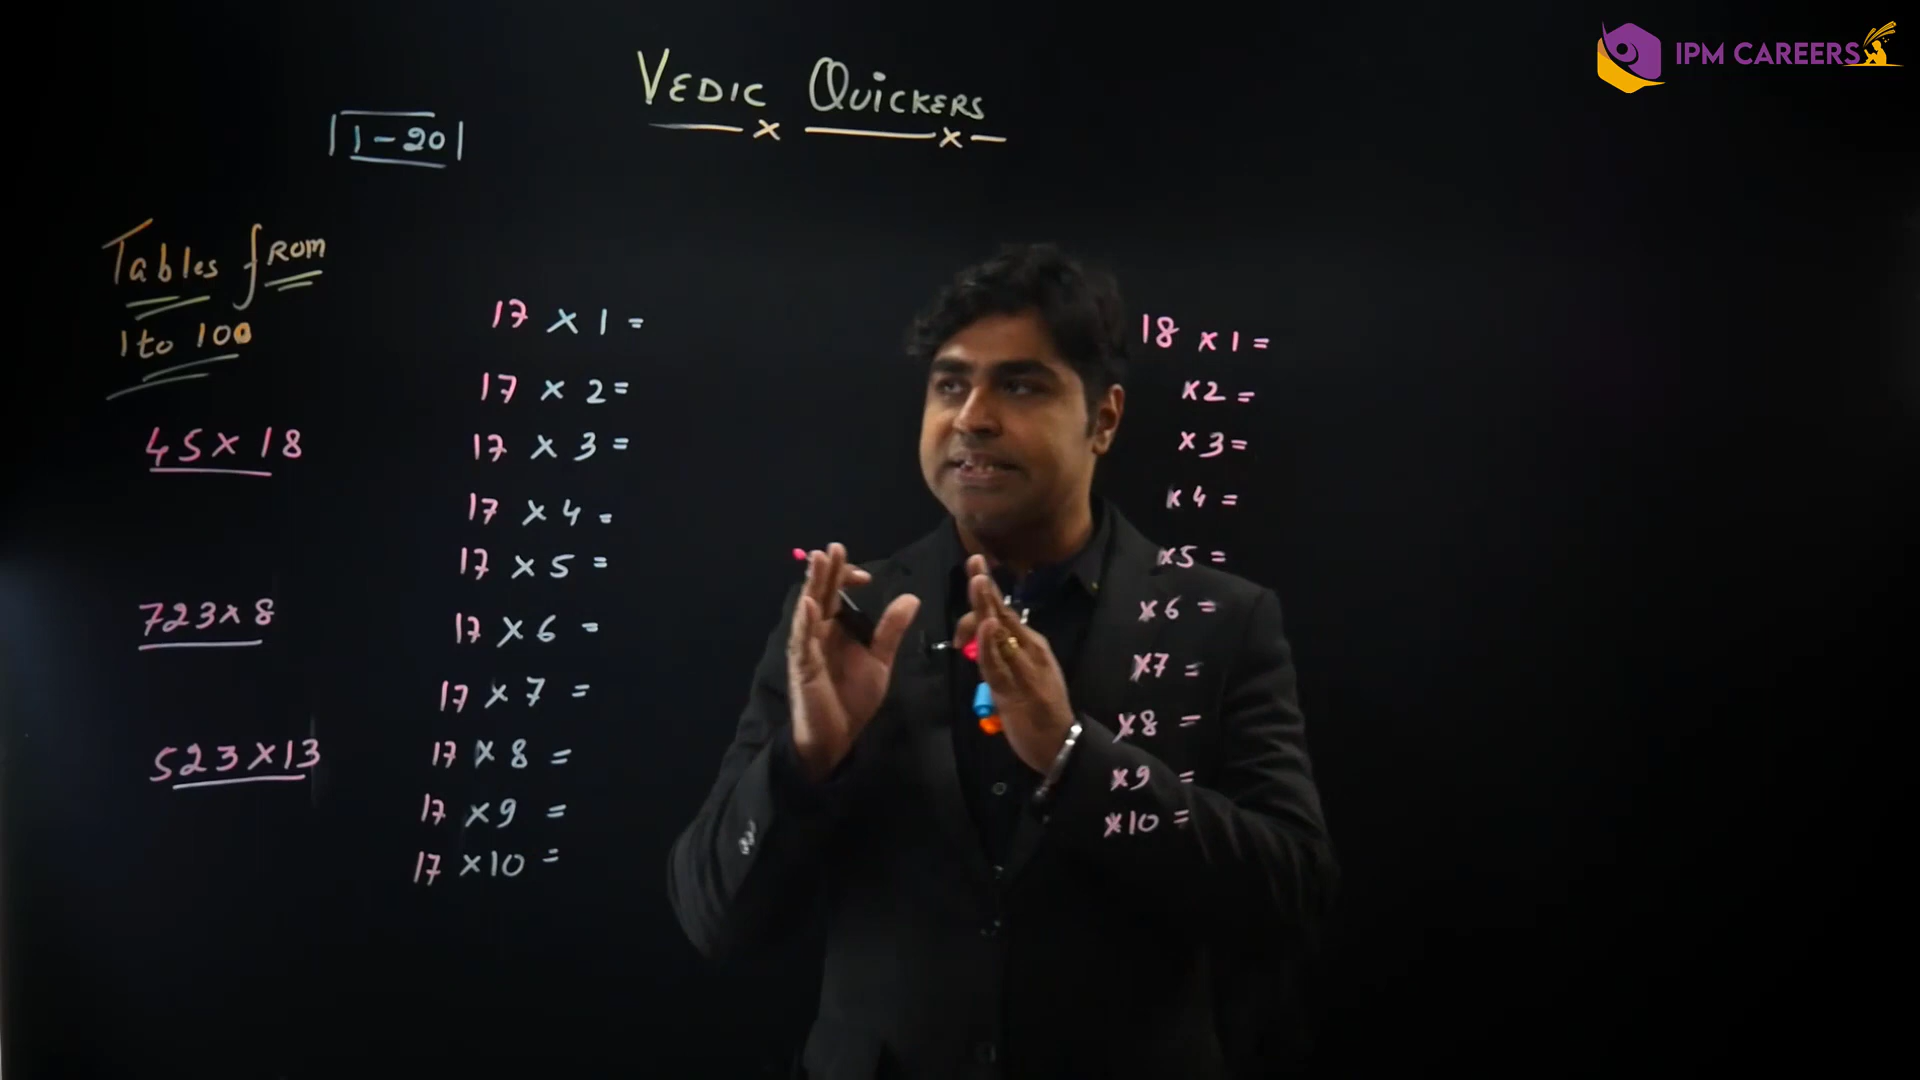 IPM CAREERS
VEDIC QUICKERS
1-20
Tables from
1 to 100
45 × 18
723 × 8
523 × 13
17 × 1 =
17 × 2 =
17 × 3 =
17 × 4 =
17 × 5 =
17 × 6 =
17 × 7 =
17 × 8 =
17 × 9 =
17 × 10 =
18 × 1 =
× 2 =
× 3 =
× 4 =
× 5 =
× 6 =
× 7 =
× 8 =
× 9 =
× 10 =